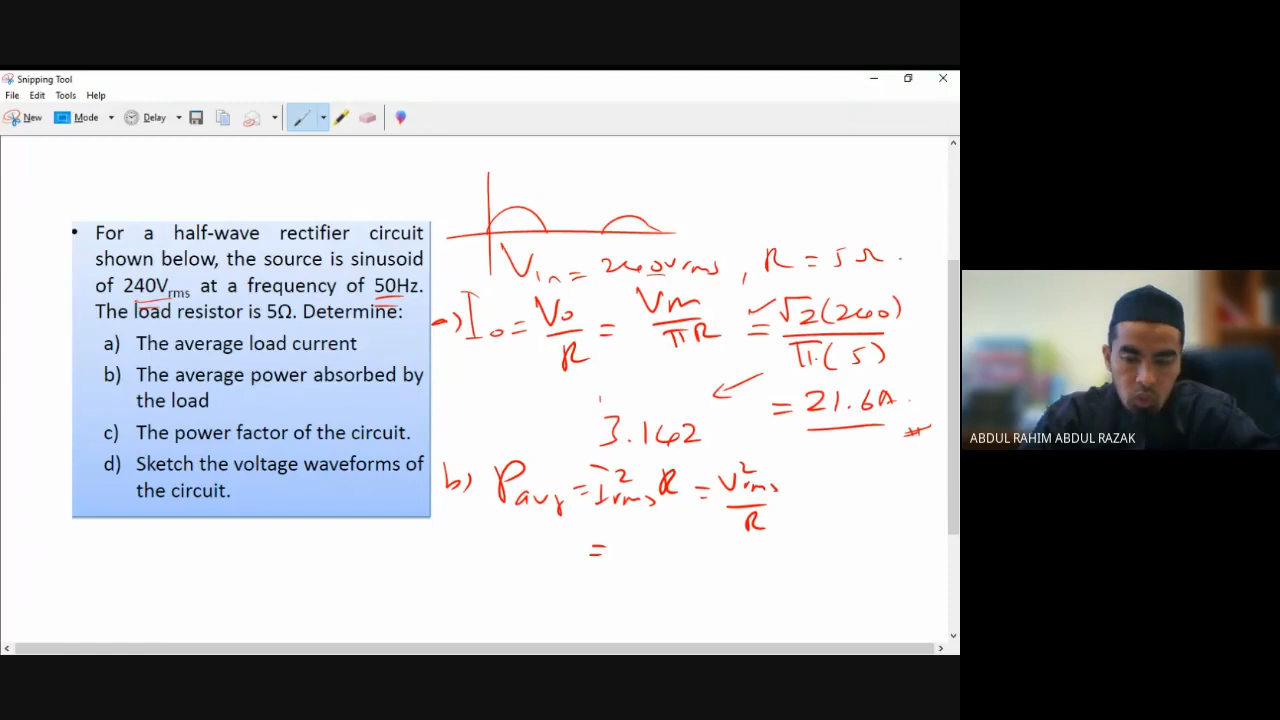 Snipping Tool
File Edit Tools Help
New Mode Delay
• For a half-wave rectifier circuit
shown below, the source is sinusoid
of 240Vrms at a frequency of 50Hz.
The load resistor is 5Ω. Determine:
a) The average load current
b) The average power absorbed by
the load
c) The power factor of the circuit.
d) Sketch the voltage waveforms of
the circuit.
Vin = 240Vrms , R = 5Ω.
a) Io = Vo/R = Vm/πR = √2(240)/π(5)
= 21.6A.
3.142
b) Pavg = I²rms R = V²rms/R
=
ABDUL RAHIM ABDUL RAZAK